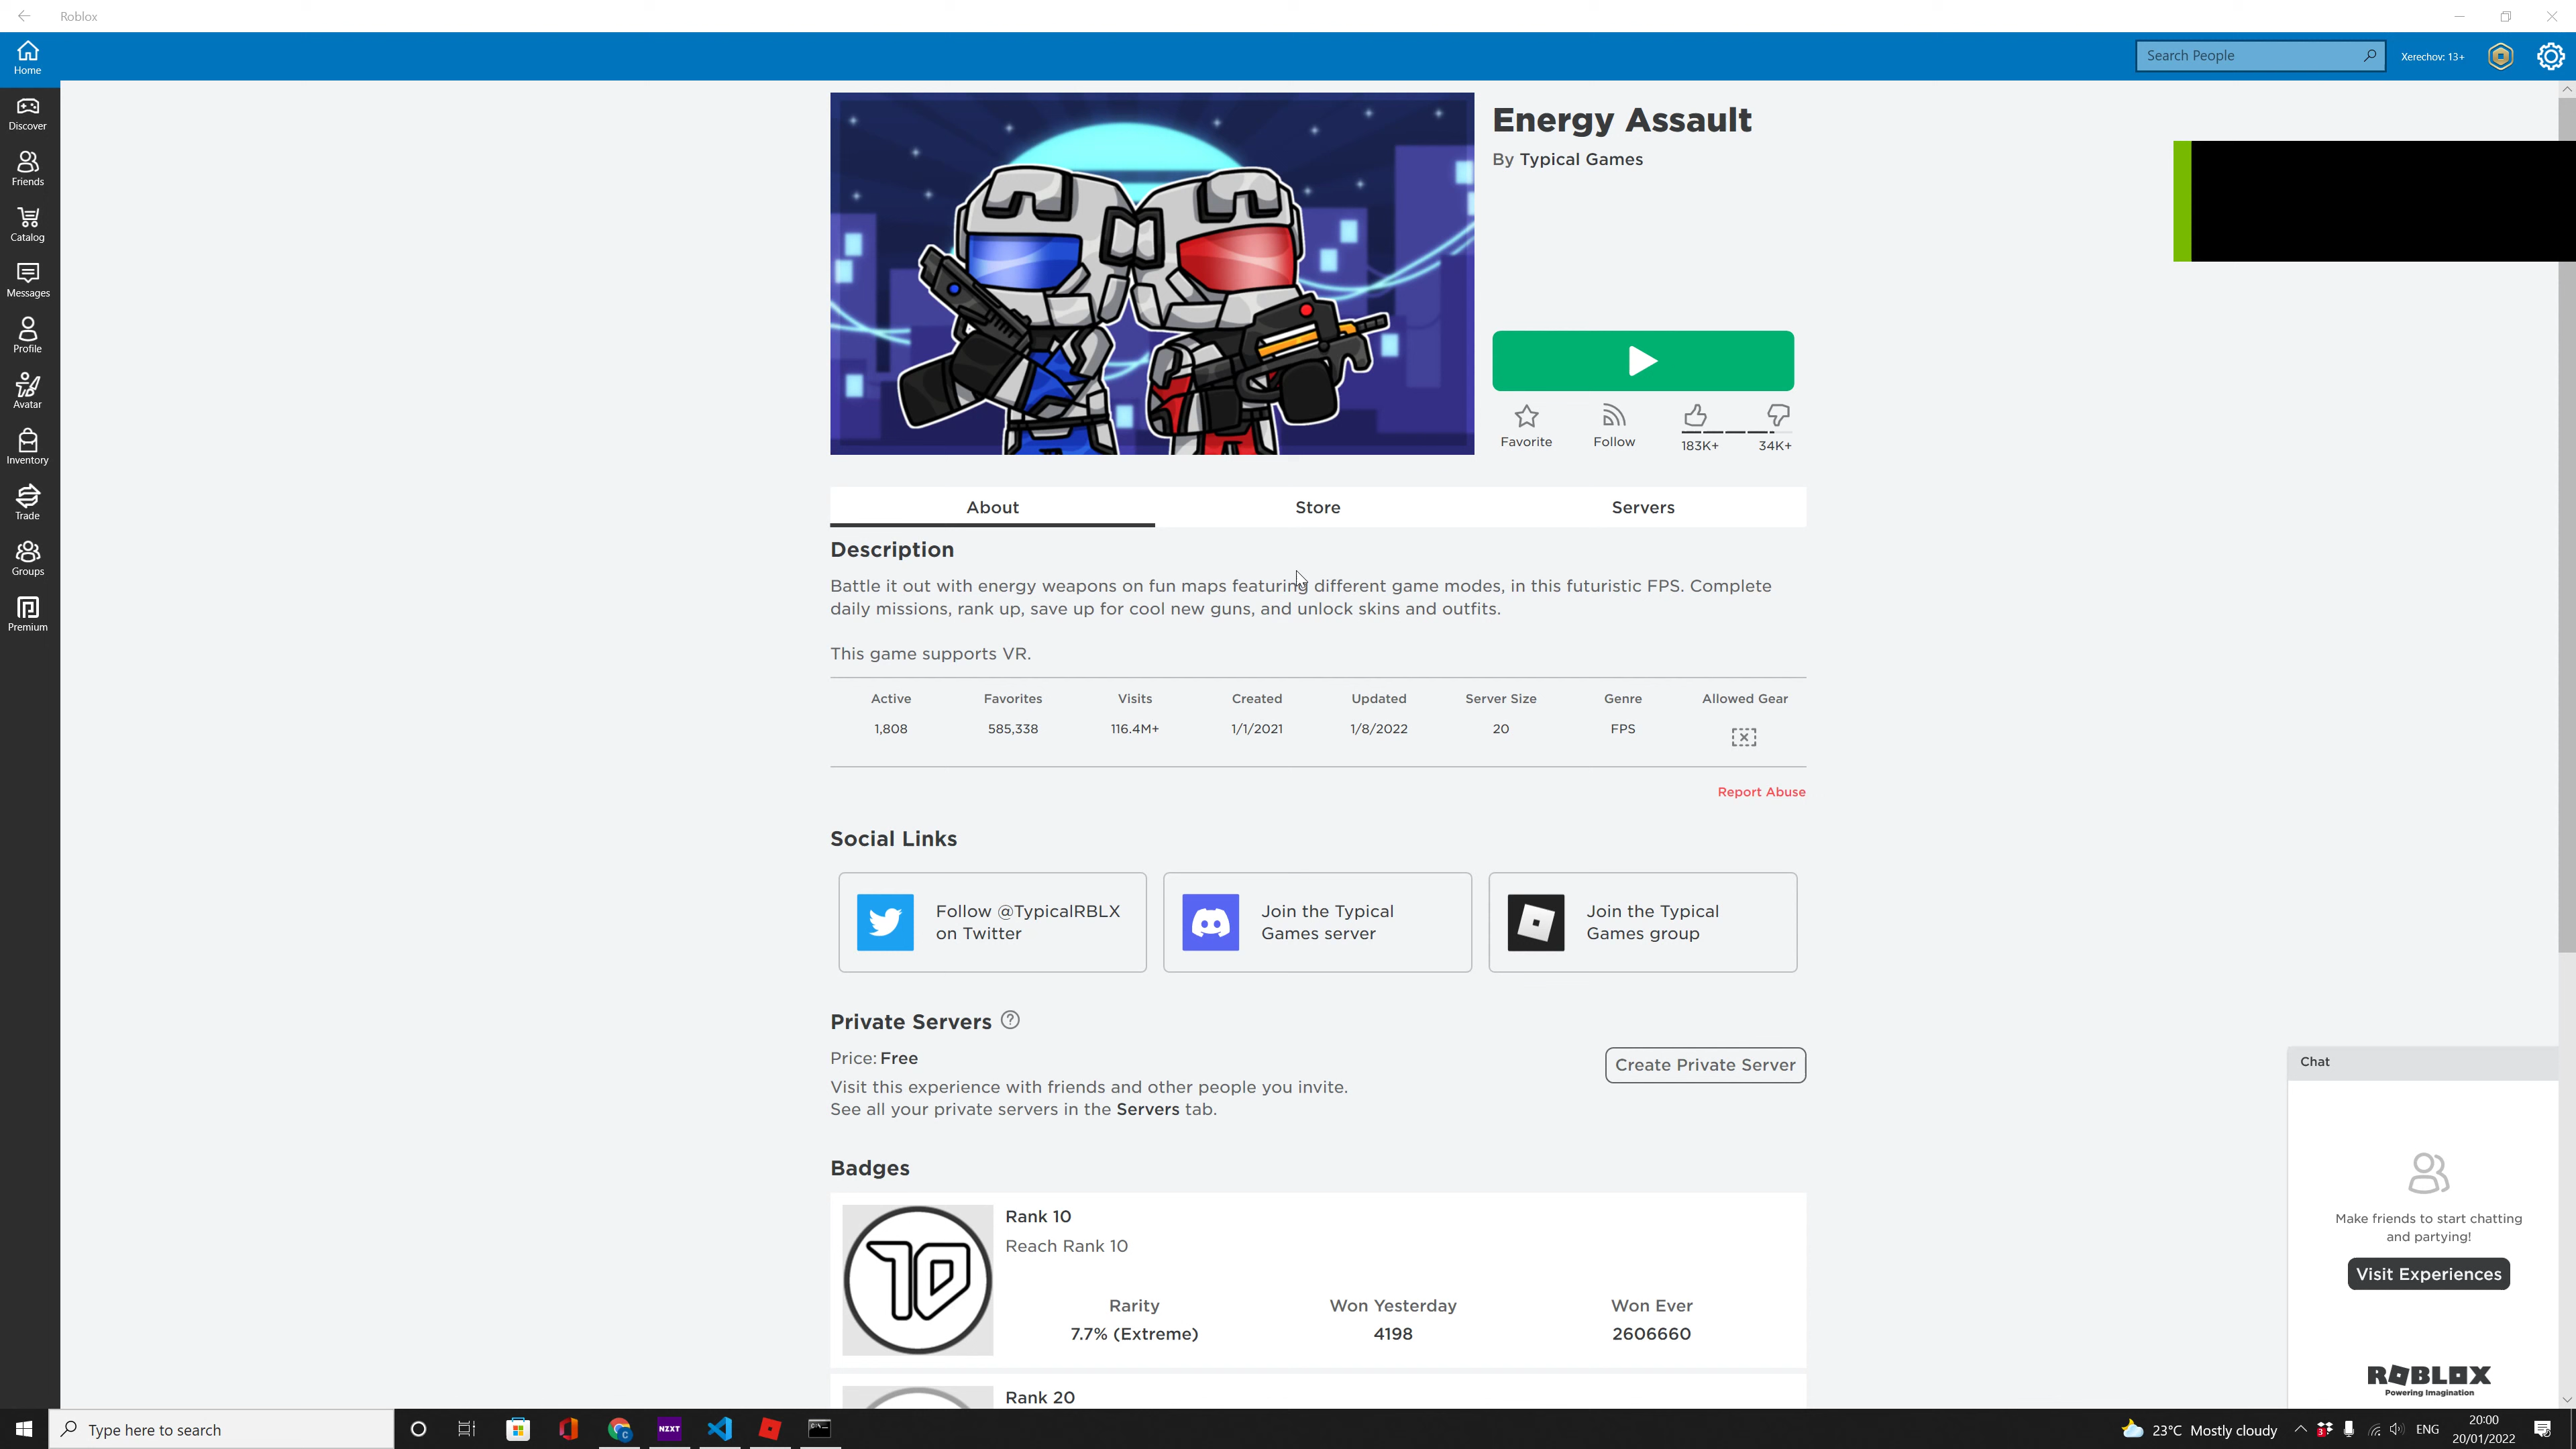 Roblox
Search People
Xerechov: 13+
Home
Discover
Friends
Catalog
Messages
Profile
Avatar
Inventory
Trade
Groups
Premium
Energy Assault
By Typical Games
Favorite
Follow
183K+
34K+
About
Store
Servers
Description
Battle it out with energy weapons on fun maps featuring different game modes, in this futuristic FPS. Complete
daily missions, rank up, save up for cool new guns, and unlock skins and outfits.
This game supports VR.
Active Favorites Visits Created Updated Server Size Genre Allowed Gear
1,808 585,338 116.4M+ 1/1/2021 1/8/2022 20 FPS
Report Abuse
Social Links
Follow @TypicalRBLX
on Twitter
Join the Typical
Games server
Join the Typical
Games group
Private Servers
Price: Free
Create Private Server
Visit this experience with friends and other people you invite.
See all your private servers in the Servers tab.
Badges
10
Rank 10
Reach Rank 10
Rarity Won Yesterday Won Ever
7.7% (Extreme) 4198 2606660
Rank 20
Chat
Make friends to start chatting
and partying!
Visit Experiences
ROBLOX
Powering Imagination
Type here to search
NZXT
23°C Mostly cloudy
3
ENG
20:00
20/01/2022